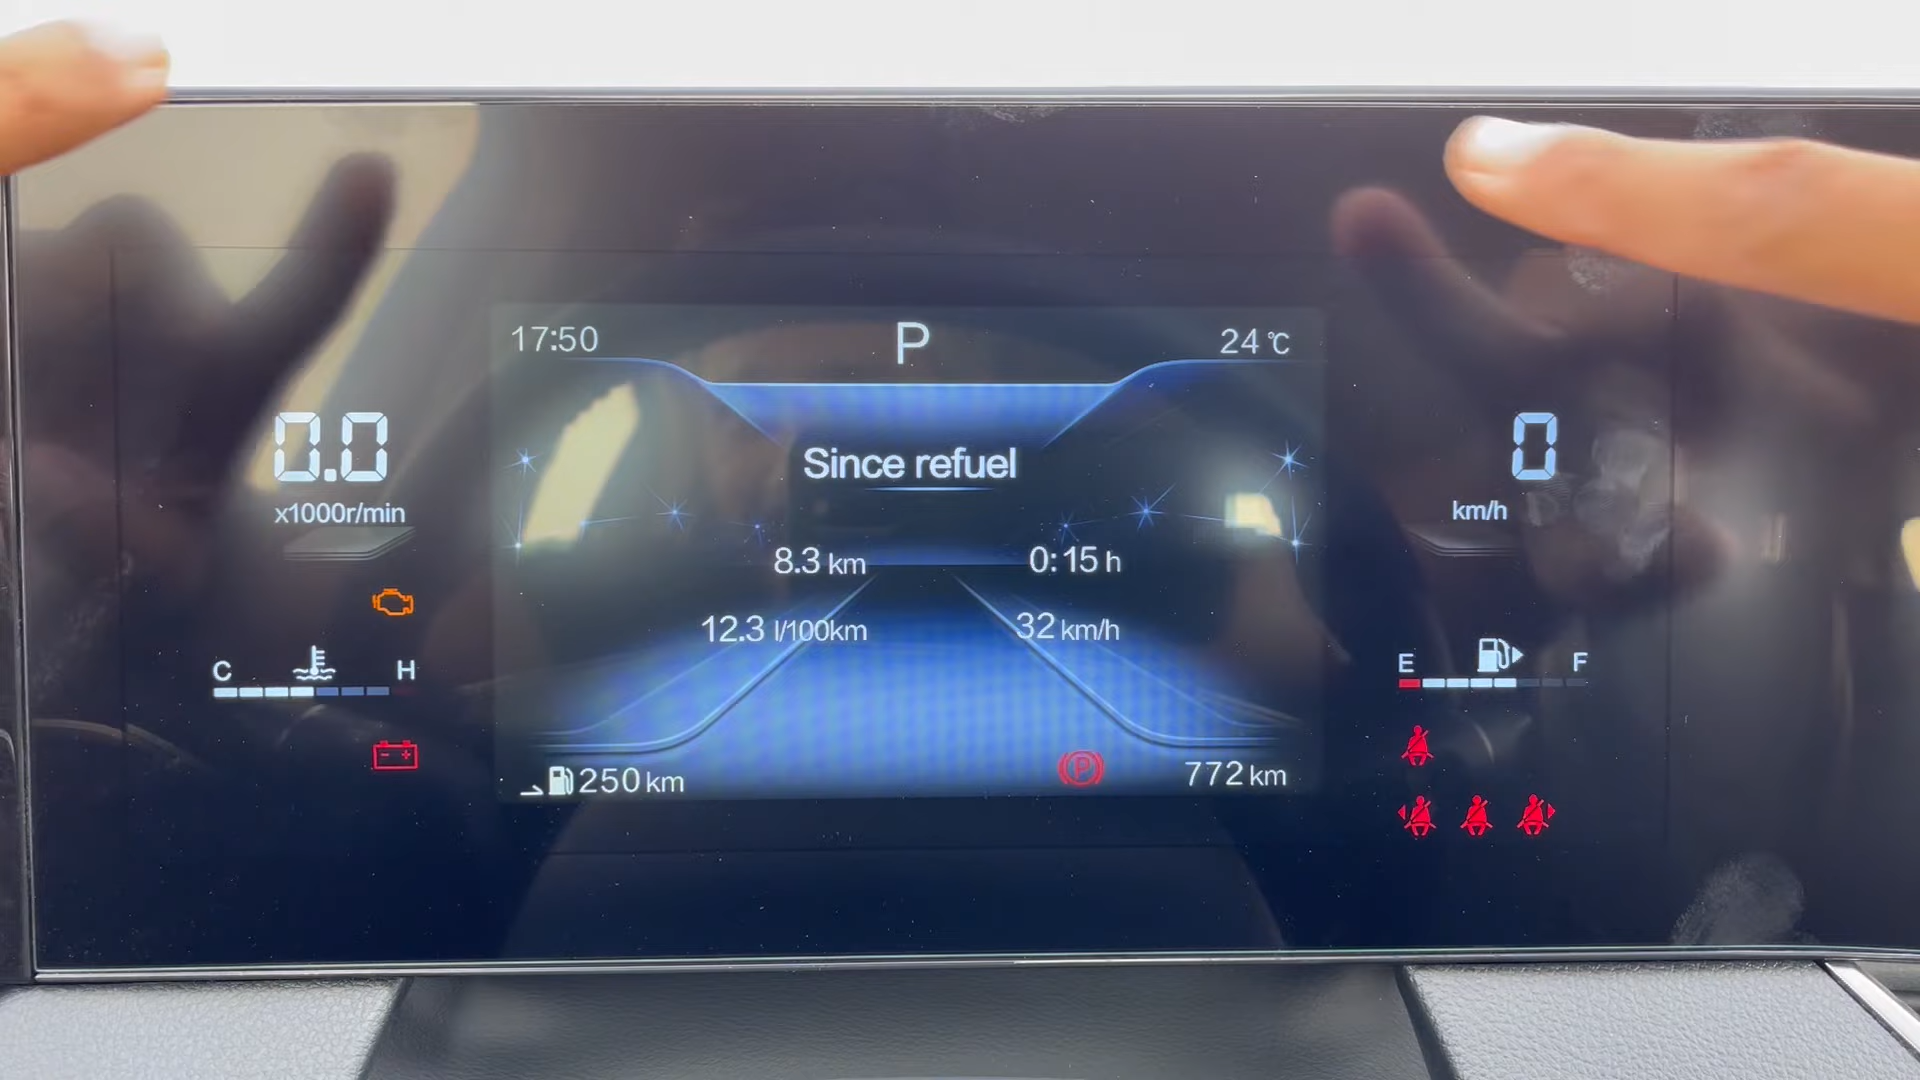 17:50
P
24 °C
0.0
x1000r/min
Since refuel
0
km/h
8.3 km
0:15 h
12.3 l/100km
32 km/h
C
H
E
F
250 km
P
772 km